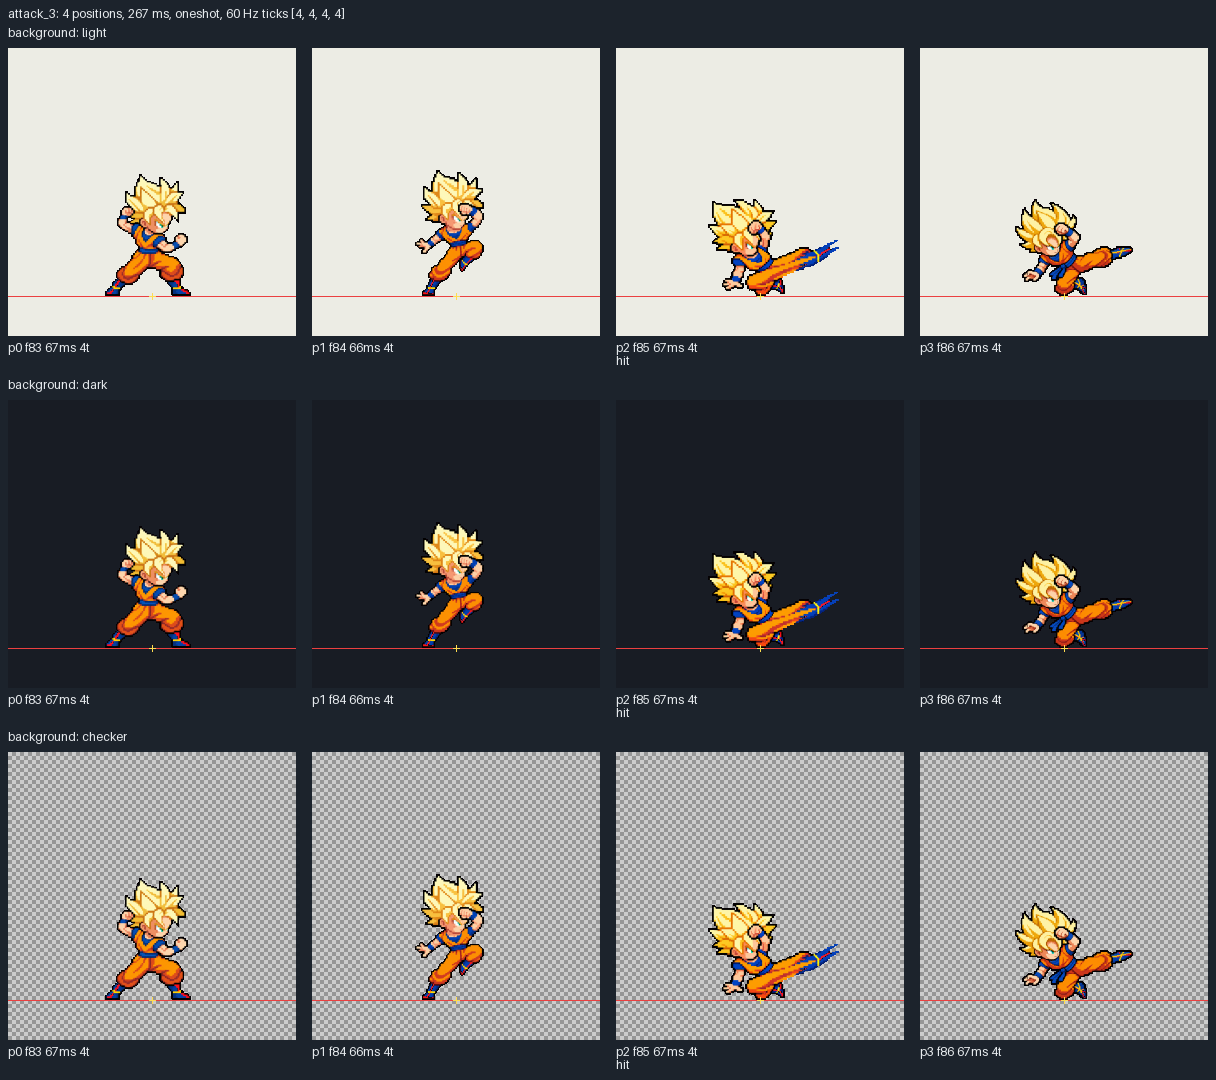 attack_3: 4 positions, 267 ms, oneshot, 60 Hz ticks [4, 4, 4, 4]
background: light
p0 f83 67ms 4t
p1 f84 66ms 4t
p2 f85 67ms 4t
hit
p3 f86 67ms 4t
background: dark
p0 f83 67ms 4t
p1 f84 66ms 4t
p2 f85 67ms 4t
hit
p3 f86 67ms 4t
background: checker
p0 f83 67ms 4t
p1 f84 66ms 4t
p2 f85 67ms 4t
hit
p3 f86 67ms 4t